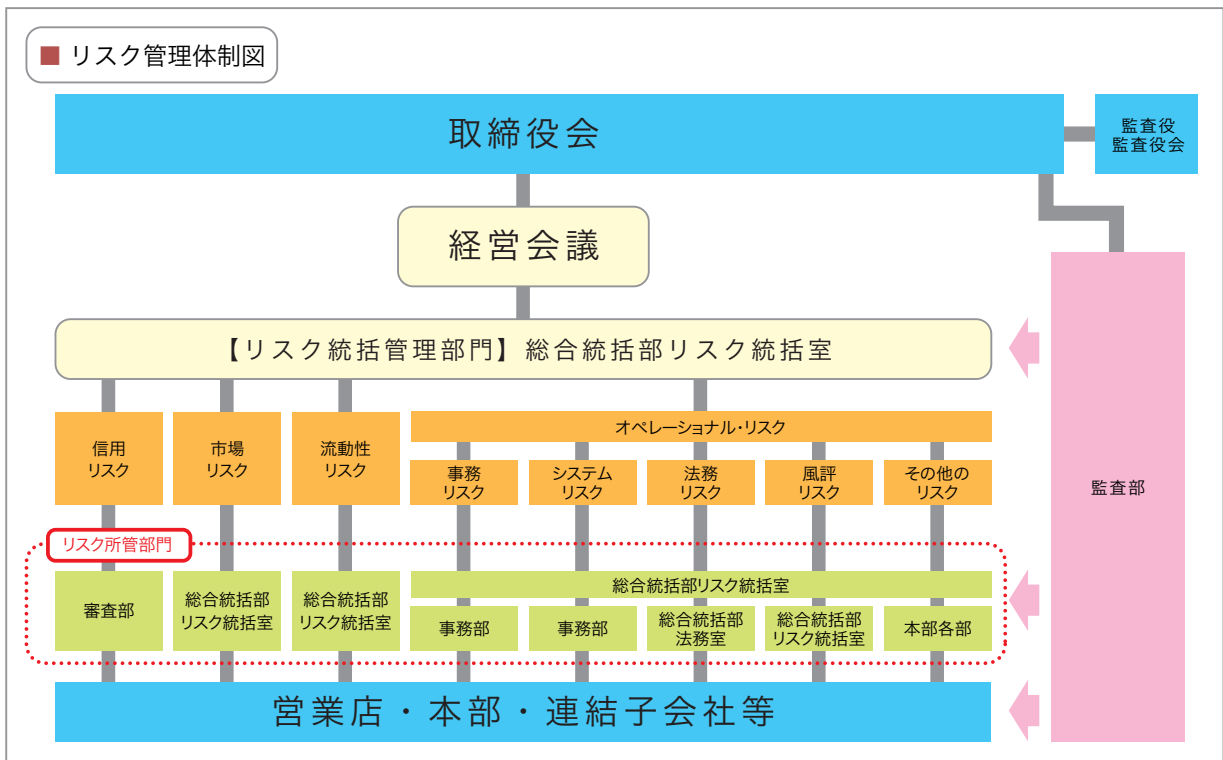 リスク管理体制図
取締役会
監査役
監査役会
経営会議
【リスク統括管理部門】総合統括部リスク統括室
信用
リスク
市場
リスク
流動性
リスク
オペレーショナル・リスク
事務
リスク
システム
リスク
法務
リスク
風評
リスク
その他の
リスク
監査部
リスク所管部門
審査部
総合統括部
リスク統括室
総合統括部
リスク統括室
総合統括部リスク統括室
事務部
事務部
総合統括部
法務室
総合統括部
リスク統括室
本部各部
営業店・本部・連結子会社等